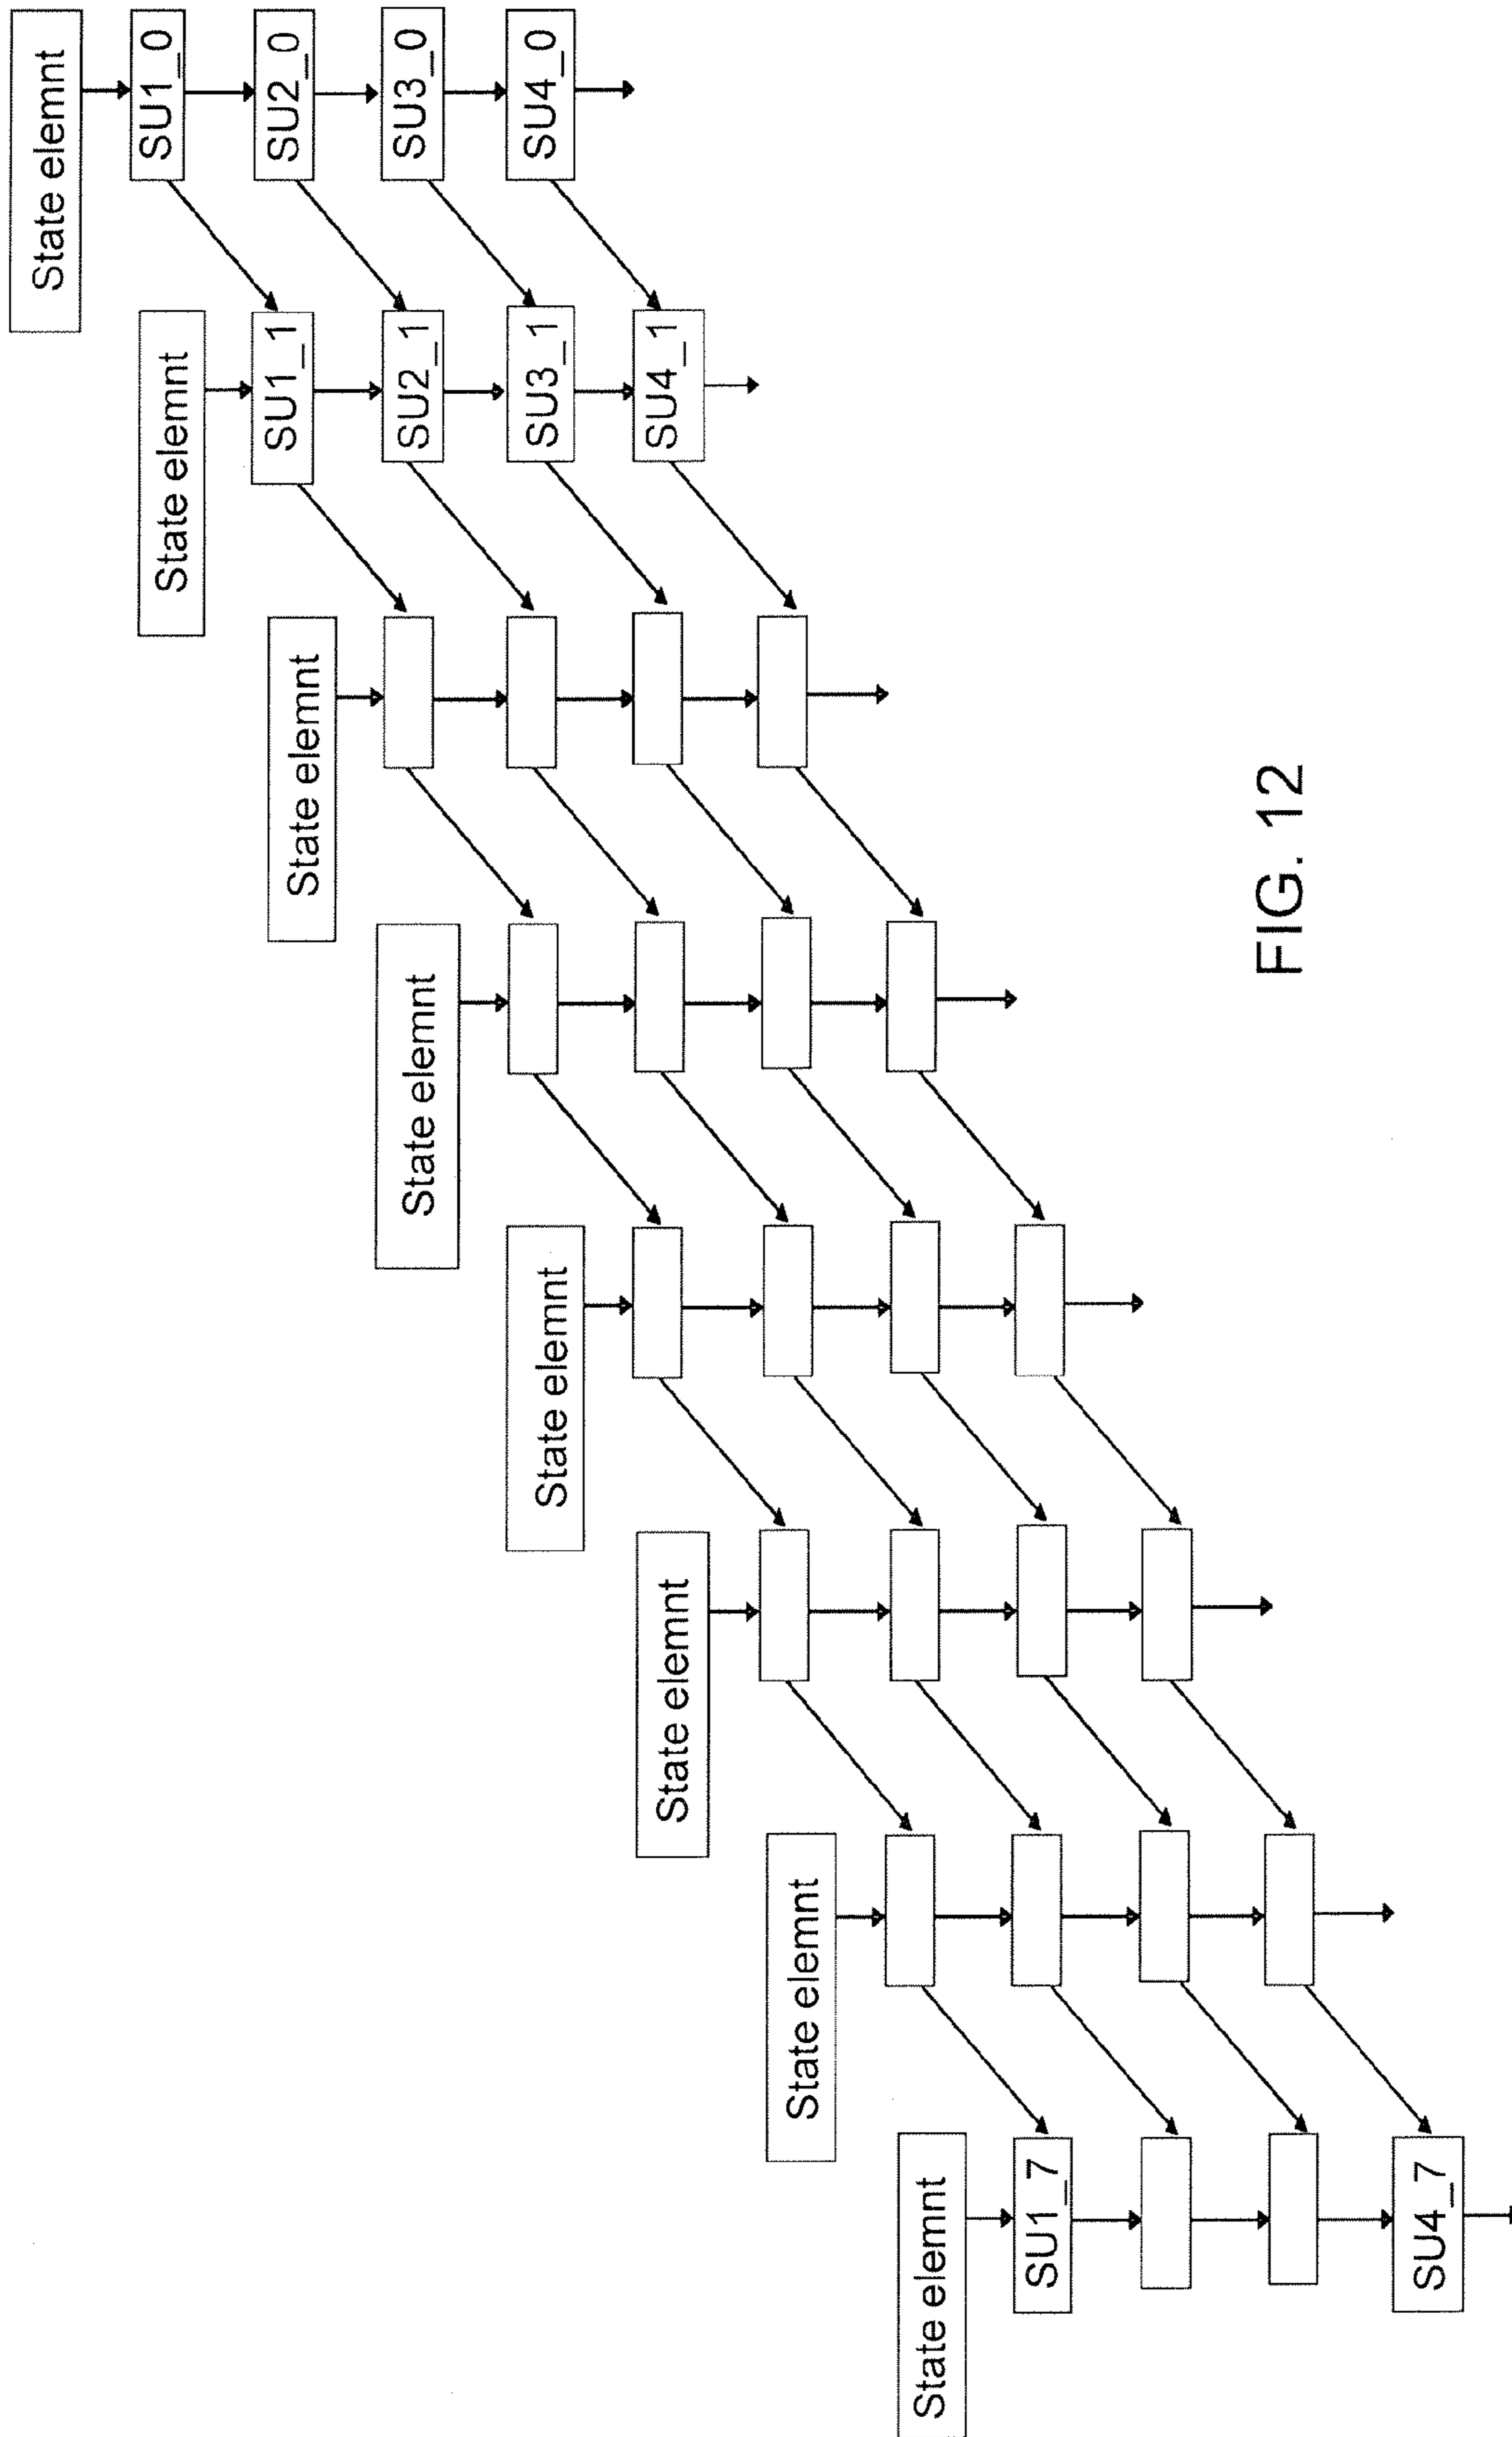 State elemnt
SU1_0
SU2_0
SU3_0
SU4_0
State elemnt
SU1_1
SU2_1
SU3_1
SU4_1
State elemnt
State elemnt
State elemnt
State elemnt
State elemnt
State elemnt
SU1_7
SU4_7
FIG. 12